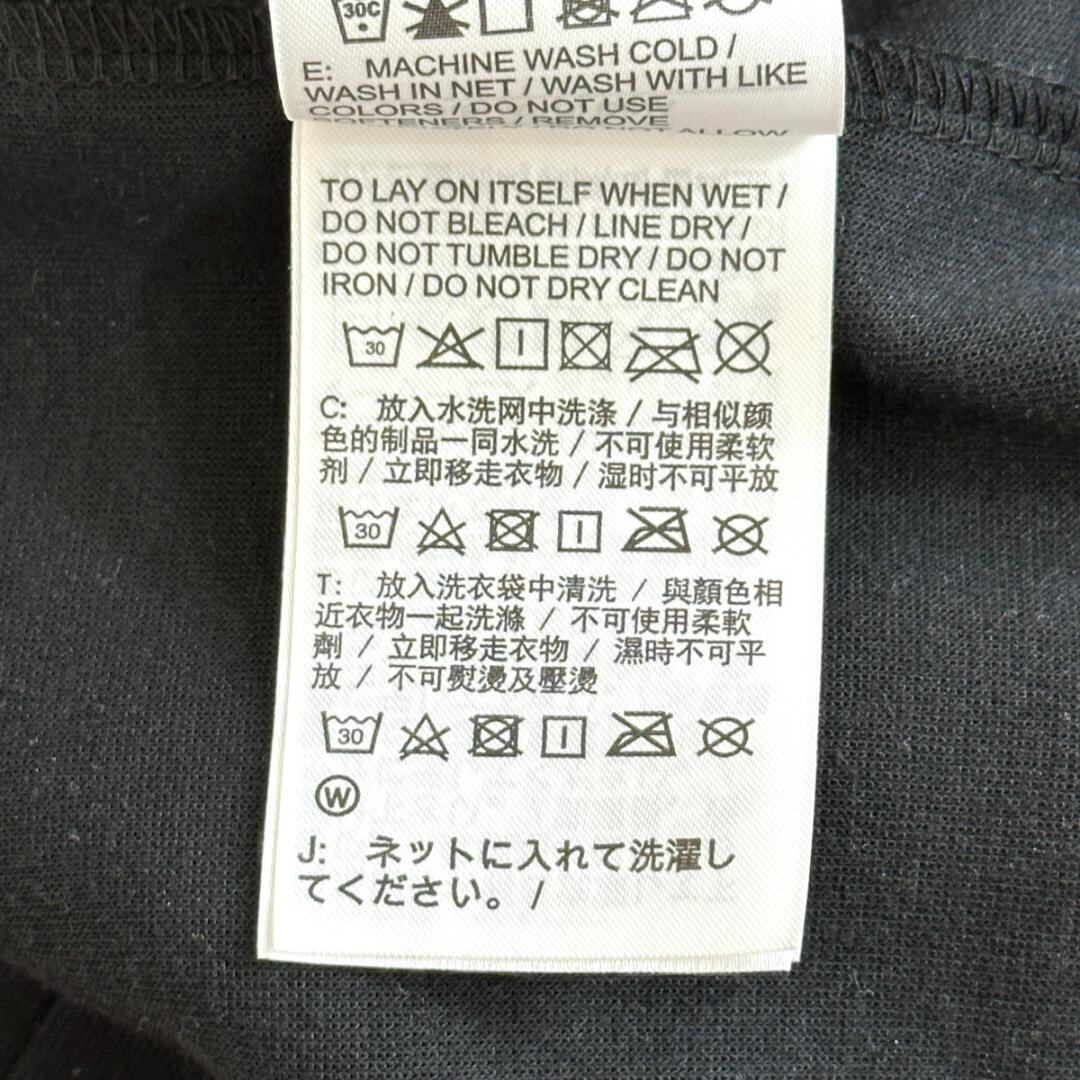 30C
E: MACHINE WASH COLD /
WASH IN NET / WASH WITH LIKE
COLORS / DO NOT USE
SOFTENERS / REMOVE
DO NOT ALLOW
TO LAY ON ITSELF WHEN WET /
DO NOT BLEACH / LINE DRY /
DO NOT TUMBLE DRY / DO NOT
IRON / DO NOT DRY CLEAN
30
C: 放入水洗网中洗涤 / 与相似颜
色的制品一同水洗 / 不可使用柔软
剂 / 立即移走衣物 / 湿时不可平放
30
T: 放入洗衣袋中清洗 / 與顏色相
近衣物一起洗滌 / 不可使用柔軟
劑 / 立即移走衣物 / 濕時不可平
放 / 不可熨燙及壓燙
30
W
J: ネットに入れて洗濯し
てください。/